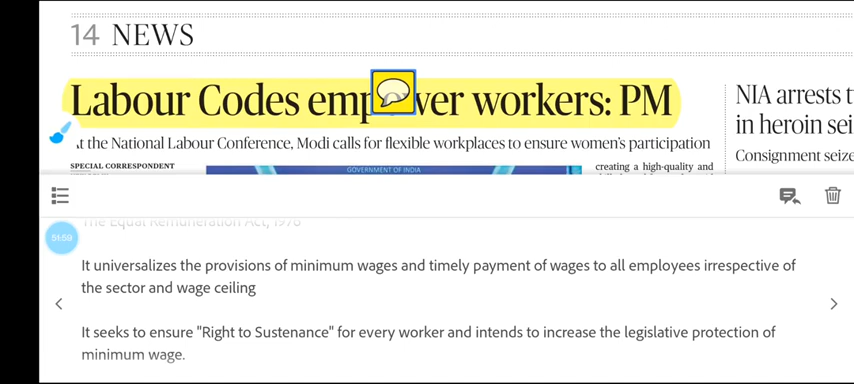 14 NEWS
Labour Codes empower workers: PM
At the National Labour Conference, Modi calls for flexible workplaces to ensure women's participation
NIA arrests t
in heroin sei
Consignment seize
SPECIAL CORRESPONDENT
GOVERNMENT OF INDIA
creating a high-quality and
The Equal Remuneration Act, 1976
51:50
It universalizes the provisions of minimum wages and timely payment of wages to all employees irrespective of
the sector and wage ceiling
It seeks to ensure "Right to Sustenance" for every worker and intends to increase the legislative protection of
minimum wage.